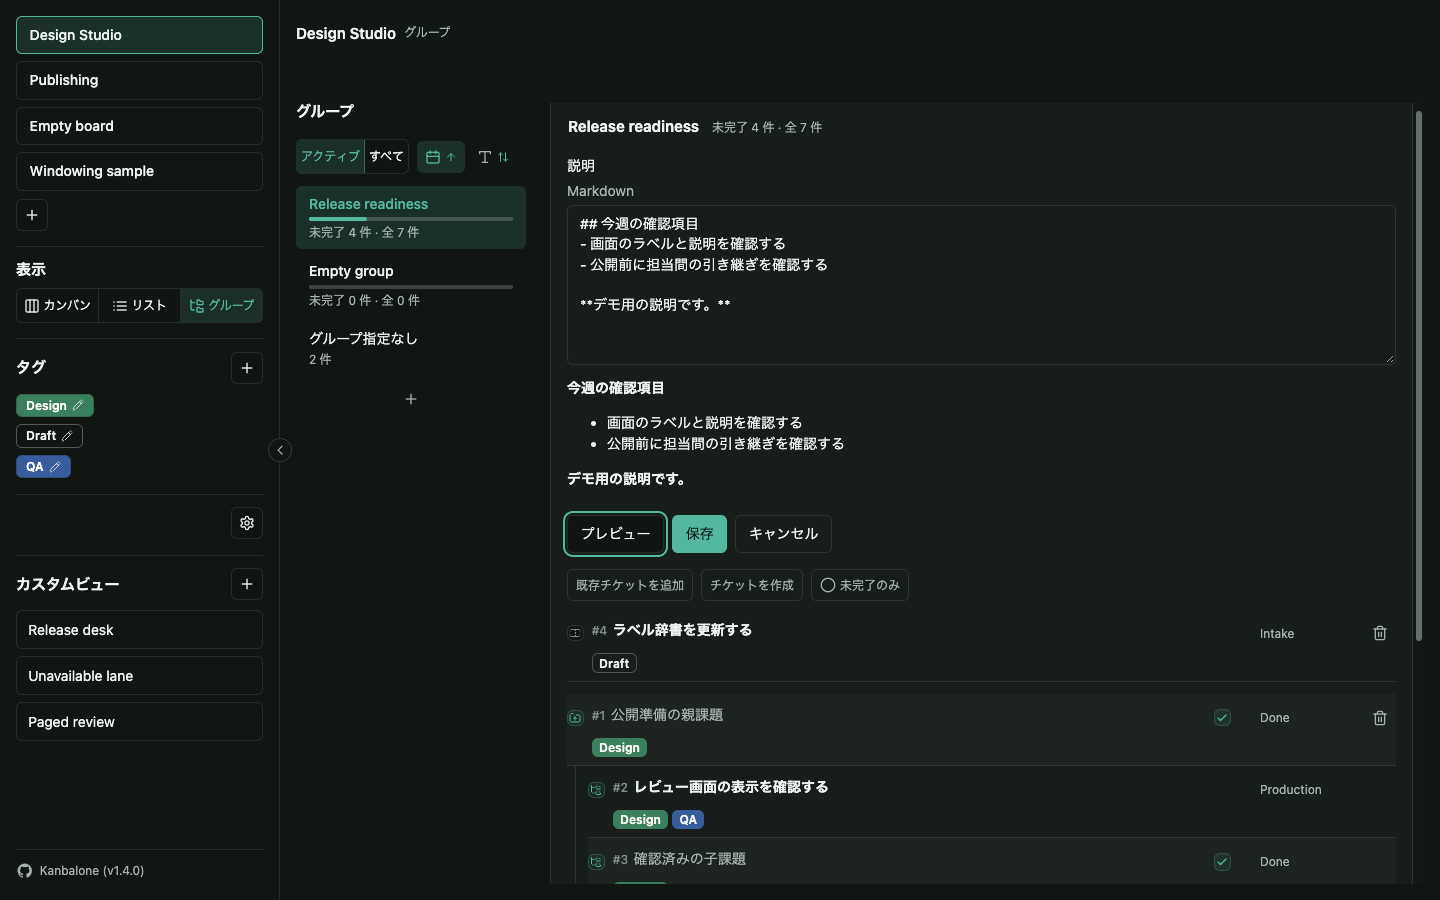 Design Studio
Publishing
Empty board
Windowing sample
表示
カンバン リスト グループ
タグ
Design
Draft
QA
カスタムビュー
Release desk
Unavailable lane
Paged review
Kanbalone (v1.4.0)
Design Studio グループ
グループ
アクティブ すべて
Release readiness
未完了 4 件 · 全 7 件
Empty group
未完了 0 件 · 全 0 件
グループ指定なし
2 件
Release readiness 未完了 4 件 · 全 7 件
説明
Markdown
## 今週の確認項目
- 画面のラベルと説明を確認する
- 公開前に担当間の引き継ぎを確認する
**デモ用の説明です。**
今週の確認項目
• 画面のラベルと説明を確認する
• 公開前に担当間の引き継ぎを確認する
デモ用の説明です。
プレビュー 保存 キャンセル
既存チケットを追加 チケットを作成 未完了のみ
#4 ラベル辞書を更新する Intake
Draft
#1 公開準備の親課題 Done
Design
#2 レビュー画面の表示を確認する Production
Design QA
#3 確認済みの子課題 Done